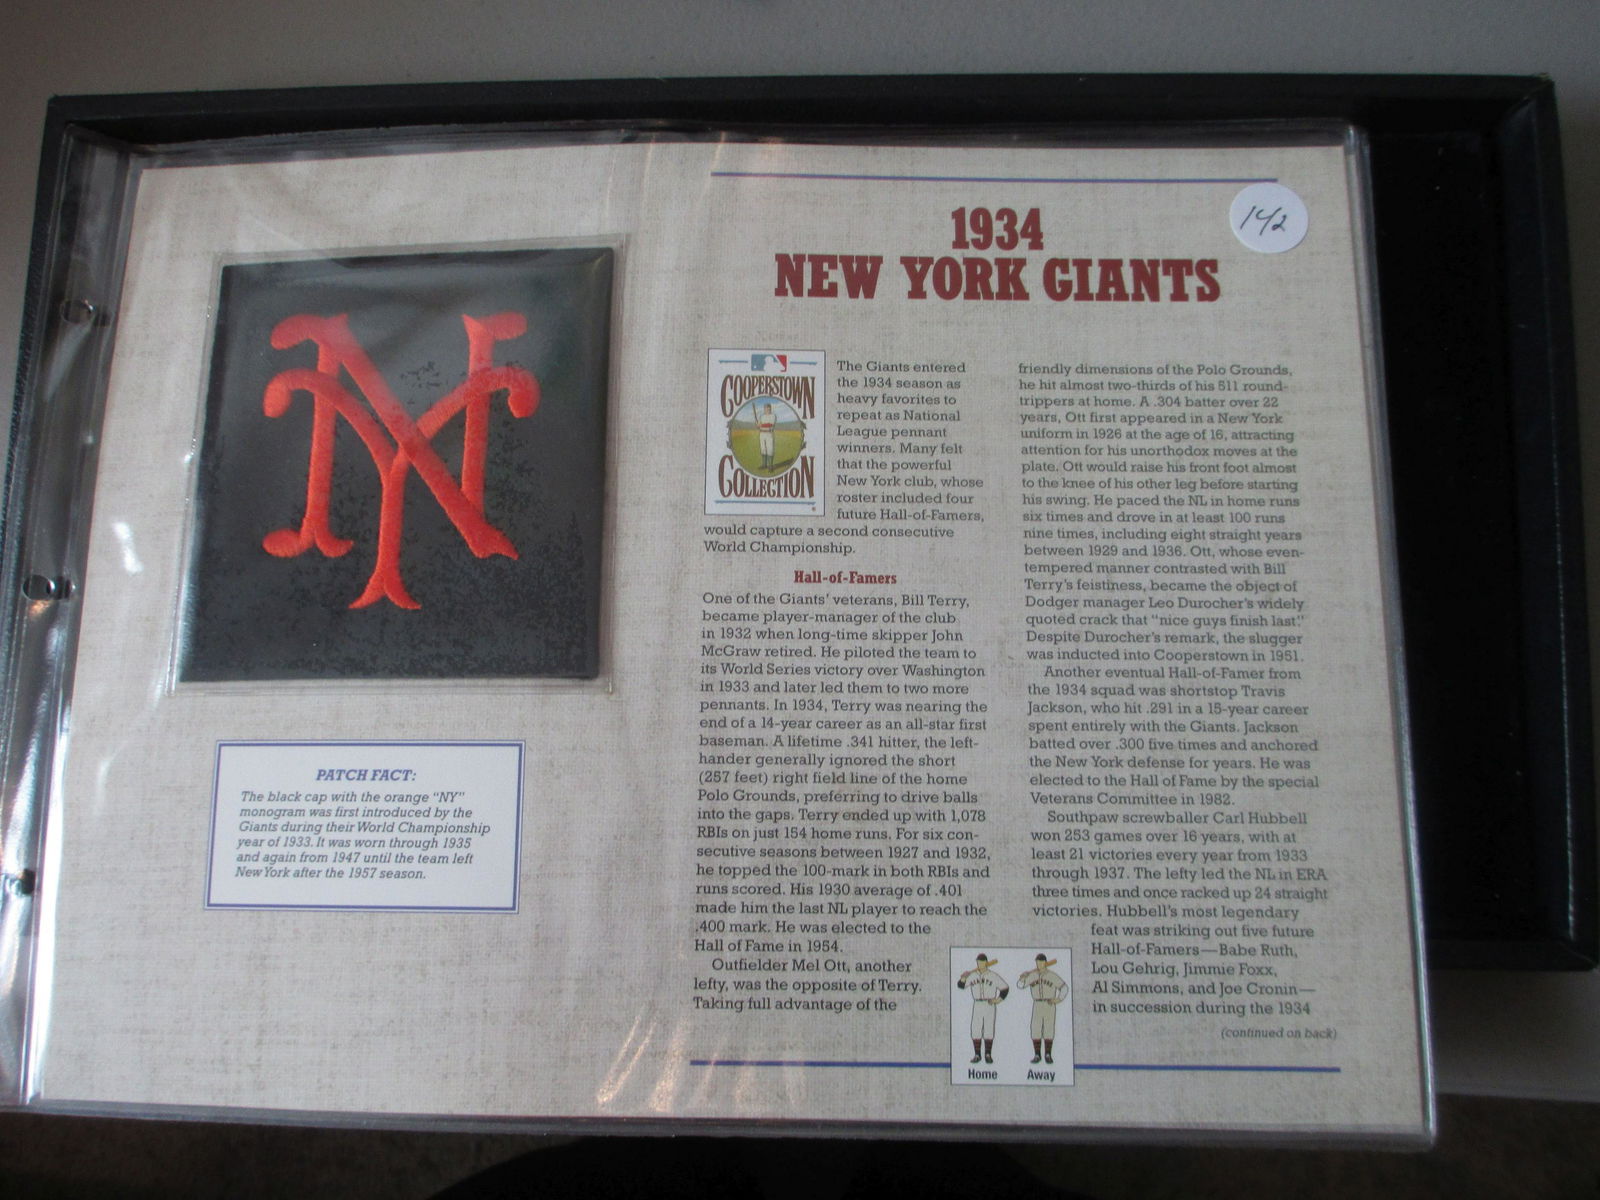 NY
PATCH FACT:
The black cap with the orange "NY"
monogram was first introduced by the
Giants during their World Championship
year of 1933. It was worn through 1935
and again from 1947 until the team left
New York after the 1957 season.
1934
NEW YORK GIANTS
142
COOPERSTOWN
COLLECTION
The Giants entered
the 1934 season as
heavy favorites to
repeat as National
League pennant
winners. Many felt
that the powerful
New York club, whose
roster included four
future Hall-of-Famers,
would capture a second consecutive
World Championship.
Hall-of-Famers
One of the Giants' veterans, Bill Terry,
became player-manager of the club
in 1932 when long-time skipper John
McGraw retired. He piloted the team to
its World Series victory over Washington
in 1933 and later led them to two more
pennants. In 1934, Terry was nearing the
end of a 14-year career as an all-star first
baseman. A lifetime .341 hitter, the left-
hander generally ignored the short
(257 feet) right field line of the home
Polo Grounds, preferring to drive balls
into the gaps. Terry ended up with 1,078
RBIs on just 154 home runs. For six con-
secutive seasons between 1927 and 1932,
he topped the 100-mark in both RBIs and
runs scored. His 1930 average of .401
made him the last NL player to reach the
.400 mark. He was elected to the
Hall of Fame in 1954.
Outfielder Mel Ott, another
lefty, was the opposite of Terry.
Taking full advantage of the
friendly dimensions of the Polo Grounds,
he hit almost two-thirds of his 511 round-
trippers at home. A .304 batter over 22
years, Ott first appeared in a New York
uniform in 1926 at the age of 16, attracting
attention for his unorthodox moves at the
plate. Ott would raise his front foot almost
to the knee of his other leg before starting
his swing. He paced the NL in home runs
six times and drove in at least 100 runs
nine times, including eight straight years
between 1929 and 1936. Ott, whose even-
tempered manner contrasted with Bill
Terry's feistiness, became the object of
Dodger manager Leo Durocher's widely
quoted crack that "nice guys finish last."
Despite Durocher's remark, the slugger
was inducted into Cooperstown in 1951.
Another eventual Hall-of-Famer from
the 1934 squad was shortstop Travis
Jackson, who hit .291 in a 15-year career
spent entirely with the Giants. Jackson
batted over .300 five times and anchored
the New York defense for years. He was
elected to the Hall of Fame by the special
Veterans Committee in 1982.
Southpaw screwballer Carl Hubbell
won 253 games over 16 years, with at
least 21 victories every year from 1933
through 1937. The lefty led the NL in ERA
three times and once racked up 24 straight
victories. Hubbell's most legendary
feat was striking out five future
Hall-of-Famers—Babe Ruth,
Lou Gehrig, Jimmie Foxx,
Al Simmons, and Joe Cronin—
in succession during the 1934
(continued on back)
GIANTS
NEW YORK
Home
Away